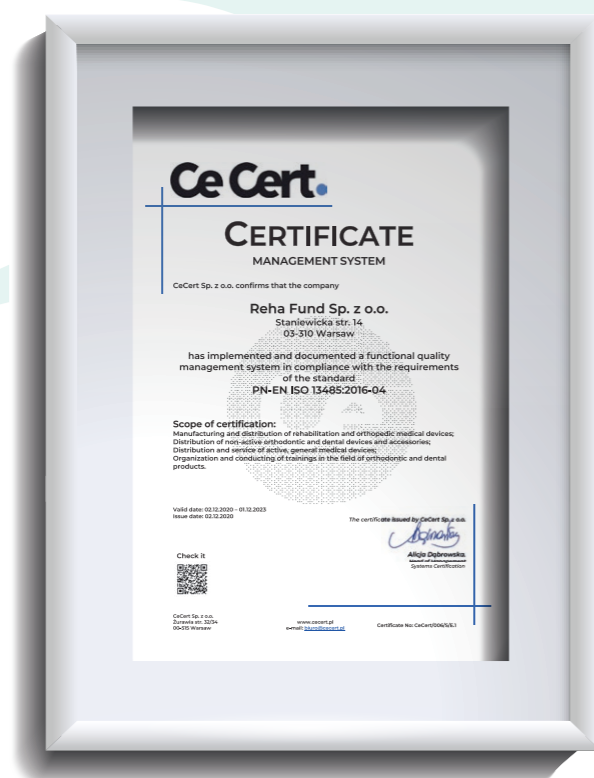 Ce Cert.
CERTIFICATE
MANAGEMENT SYSTEM
CeCert Sp. z o.o. confirms that the company
Reha Fund Sp. z o.o.
Staniewicka str. 14
03-310 Warsaw
has implemented and documented a functional quality
management system in compliance with the requirements
of the standard
PN-EN ISO 13485:2016-04
Scope of certification:
Manufacturing and distribution of rehabilitation and orthopedic medical devices;
Distribution of non-active orthodontic and dental devices and accessories;
Distribution and service of active, general medical devices;
Organization and conducting of trainings in the field of orthodontic and dental
products.
Valid date: 02.12.2020 – 01.12.2023
Issue date: 02.12.2020
The certificate issued by CeCert Sp. z o.o.
Alicja Dąbrowska
Head of Management
Systems Certification
Check it
CeCert Sp. z o.o.
Żurawia str. 32/34
00-515 Warsaw
www.cecert.pl
e-mail: biuro@cecert.pl
Certificate No: CeCert/006/S/E.1